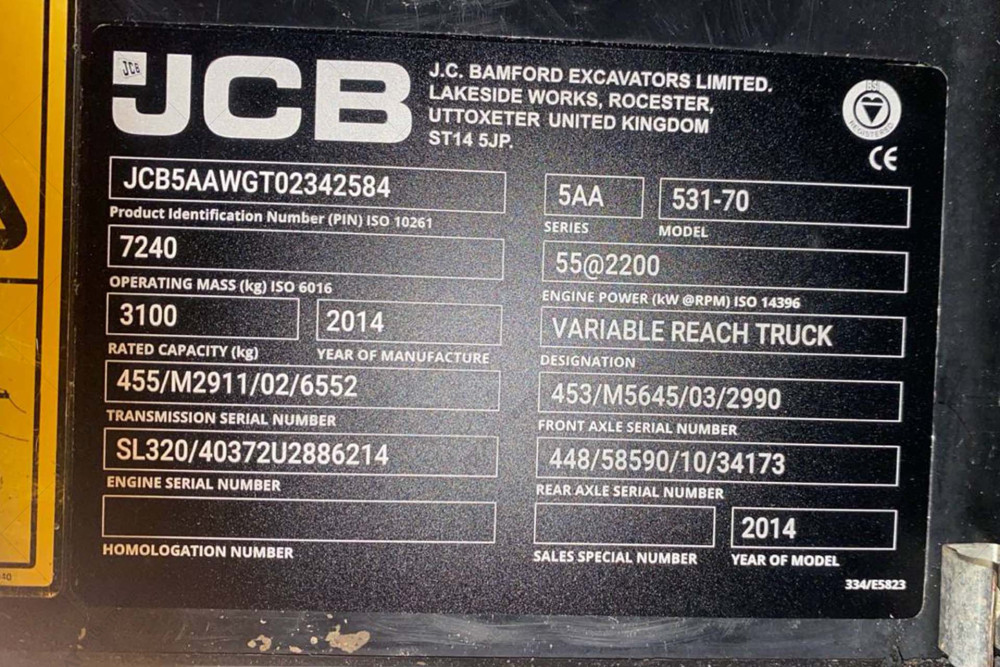 JCB
JCB
J.C. BAMFORD EXCAVATORS LIMITED.
LAKESIDE WORKS, ROCESTER,
UTTOXETER UNITED KINGDOM
ST14 5JP.
BSI
REGISTERED
CE
JCB5AAWGT02342584
Product Identification Number (PIN) ISO 10261
5AA
SERIES
531-70
MODEL
7240
OPERATING MASS (kg) ISO 6016
55@2200
ENGINE POWER (kW @RPM) ISO 14396
3100
RATED CAPACITY (kg)
2014
YEAR OF MANUFACTURE
VARIABLE REACH TRUCK
DESIGNATION
455/M2911/02/6552
TRANSMISSION SERIAL NUMBER
453/M5645/03/2990
FRONT AXLE SERIAL NUMBER
SL320/40372U2886214
ENGINE SERIAL NUMBER
448/58590/10/34173
REAR AXLE SERIAL NUMBER
HOMOLOGATION NUMBER
SALES SPECIAL NUMBER
2014
YEAR OF MODEL
334/E5823